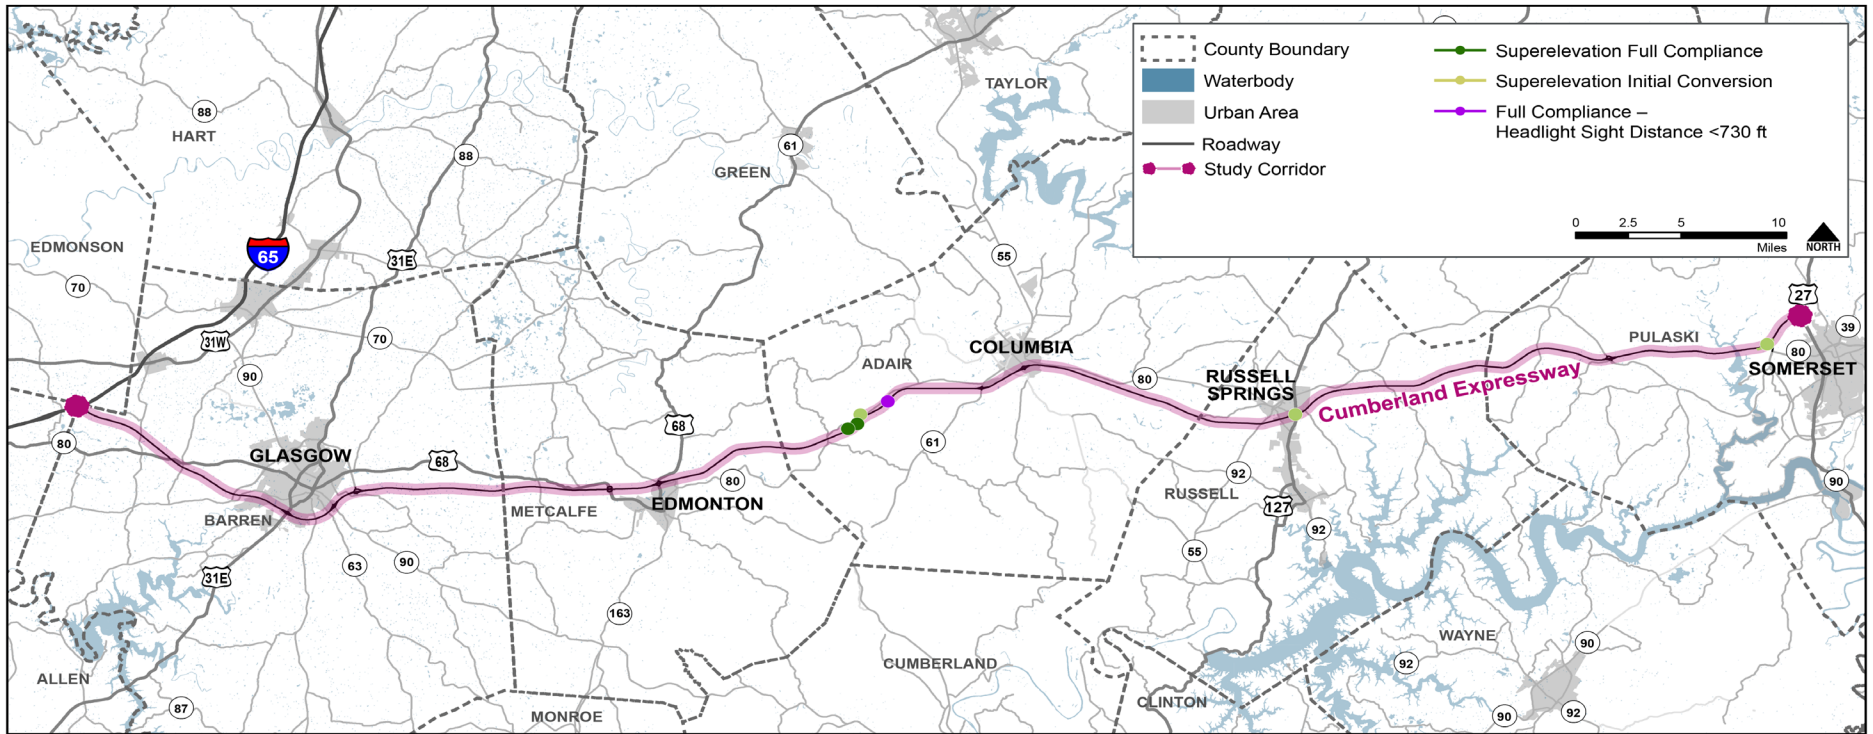 County Boundary
Waterbody
Urban Area
Roadway
Study Corridor
Superelevation Full Compliance
Superelevation Initial Conversion
Full Compliance –
Headlight Sight Distance <730 ft
0 2.5 5 10
Miles
NORTH
TAYLOR
88
HART
61
88
GREEN
EDMONSON
65
31E
55
70
27
31W
70
39
PULASKI
COLUMBIA
80
ADAIR
SOMERSET
90
80
RUSSELL
SPRINGS
Cumberland Expressway
68
80
61
GLASGOW
68
92
80
90
RUSSELL
EDMONTON
METCALFE
127
BARREN
92
55
63
90
31E
163
WAYNE
90
CUMBERLAND
92
ALLEN
CLINTON
87
MONROE
90
92